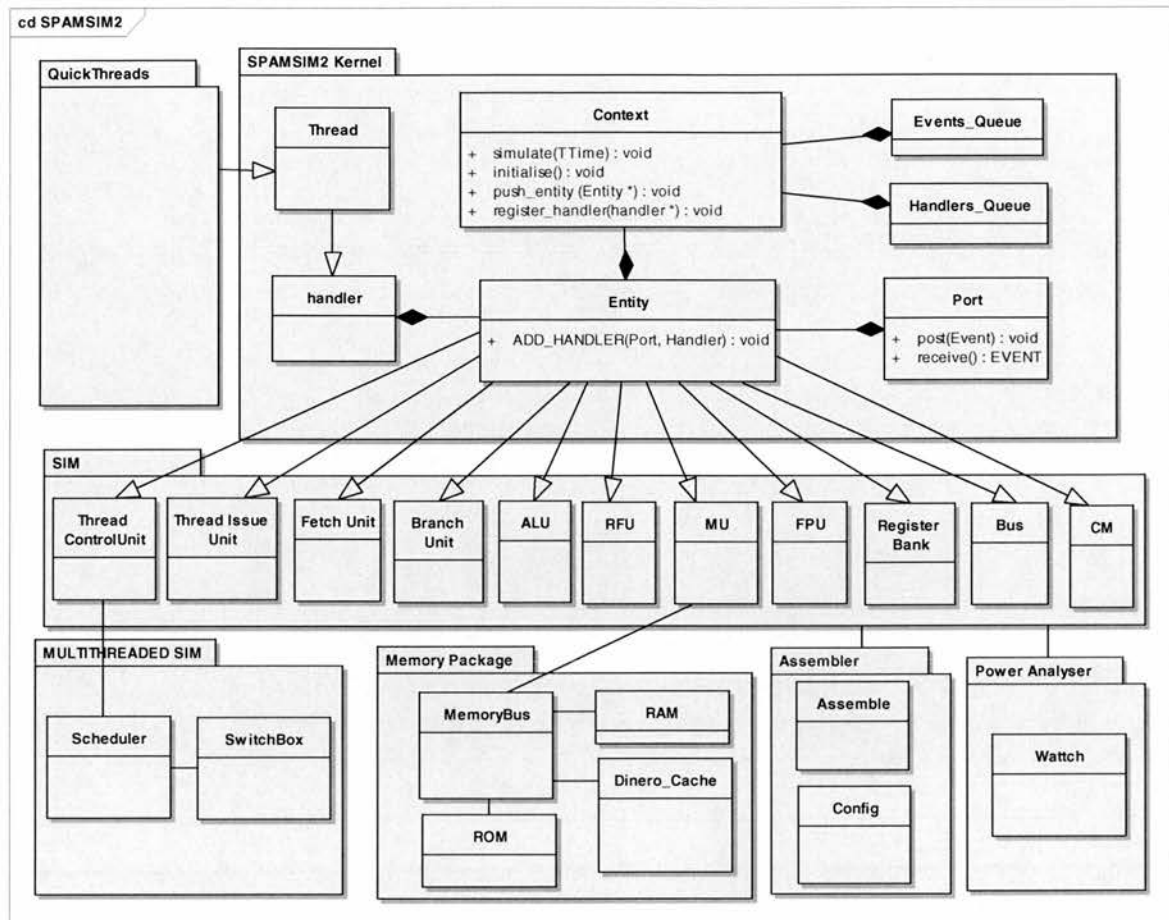 cd SPAMSIM2
QuickThreads
SPAMSIM2 Kernel
Thread
Context
+ simulate(TTime) : void
+ initialise() : void
+ push_entity (Entity *) : void
+ register_handler(handler *) : void
Events_Queue
Handlers_Queue
handler
Entity
+ ADD_HANDLER(Port, Handler) : void
Port
+ post(Event) : void
+ receive() : EVENT
SIM
Thread
ControlUnit
Thread Issue
Unit
Fetch Unit
Branch
Unit
ALU
RFU
MU
FPU
Register
Bank
Bus
CM
MULTITHREADED SIM
Scheduler
SwitchBox
Memory Package
MemoryBus
RAM
Dinero_Cache
ROM
Assembler
Assemble
Config
Power Analyser
Wattch